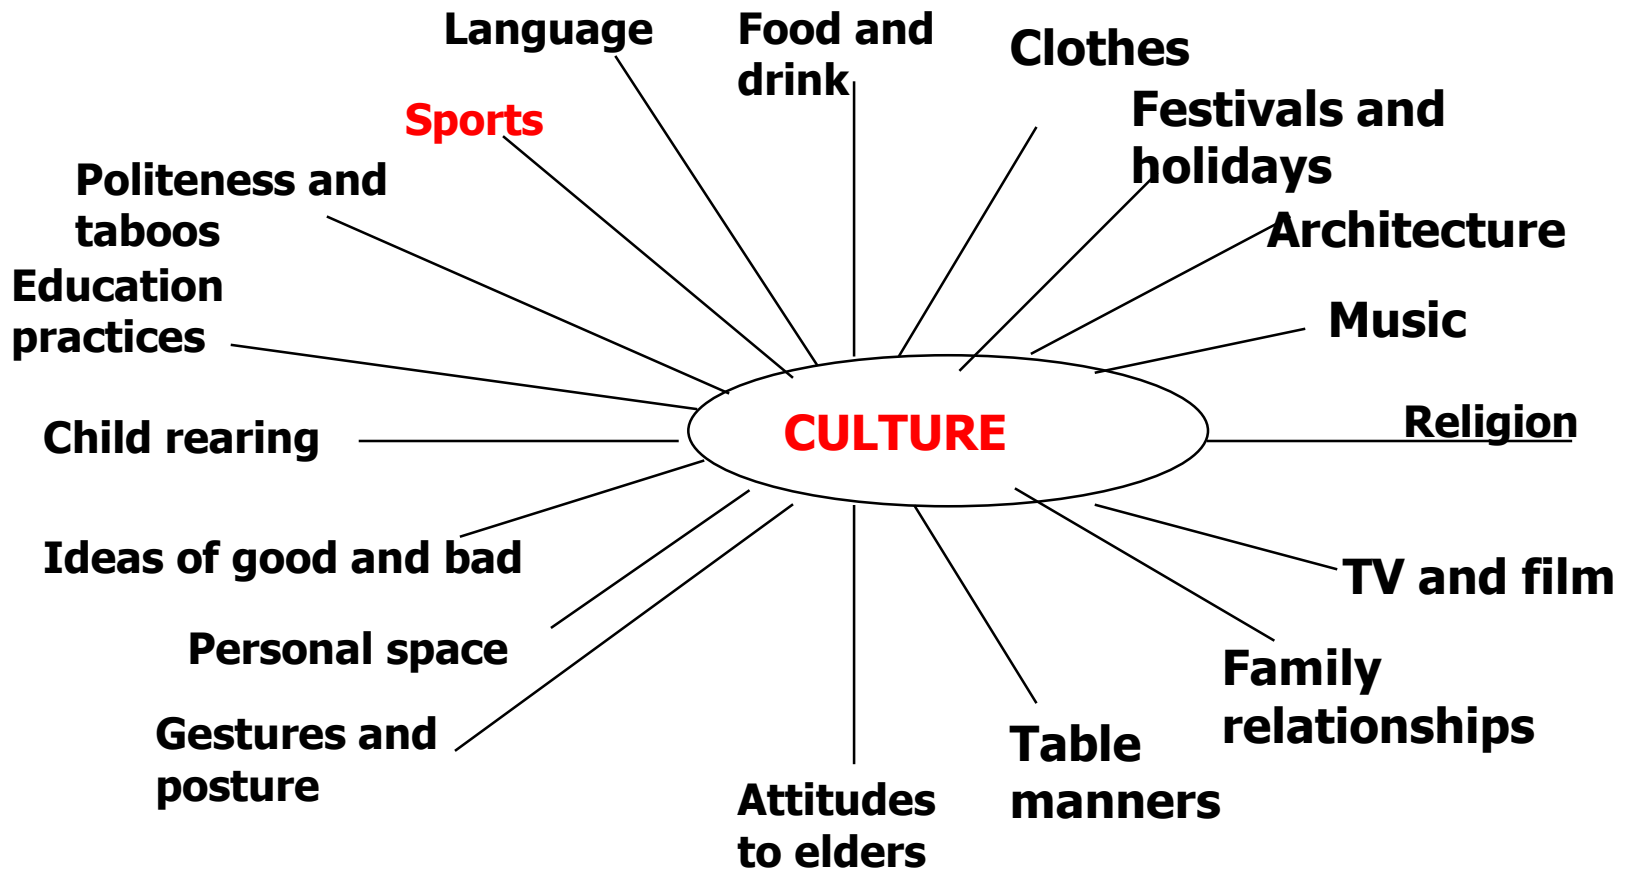 Language
Food and
drink
Clothes
Sports
Festivals and
holidays
Politeness and
taboos
Architecture
Education
practices
Music
CULTURE
Religion
Child rearing
Ideas of good and bad
TV and film
Personal space
Family
relationships
Gestures and
posture
Table
manners
Attitudes
to elders